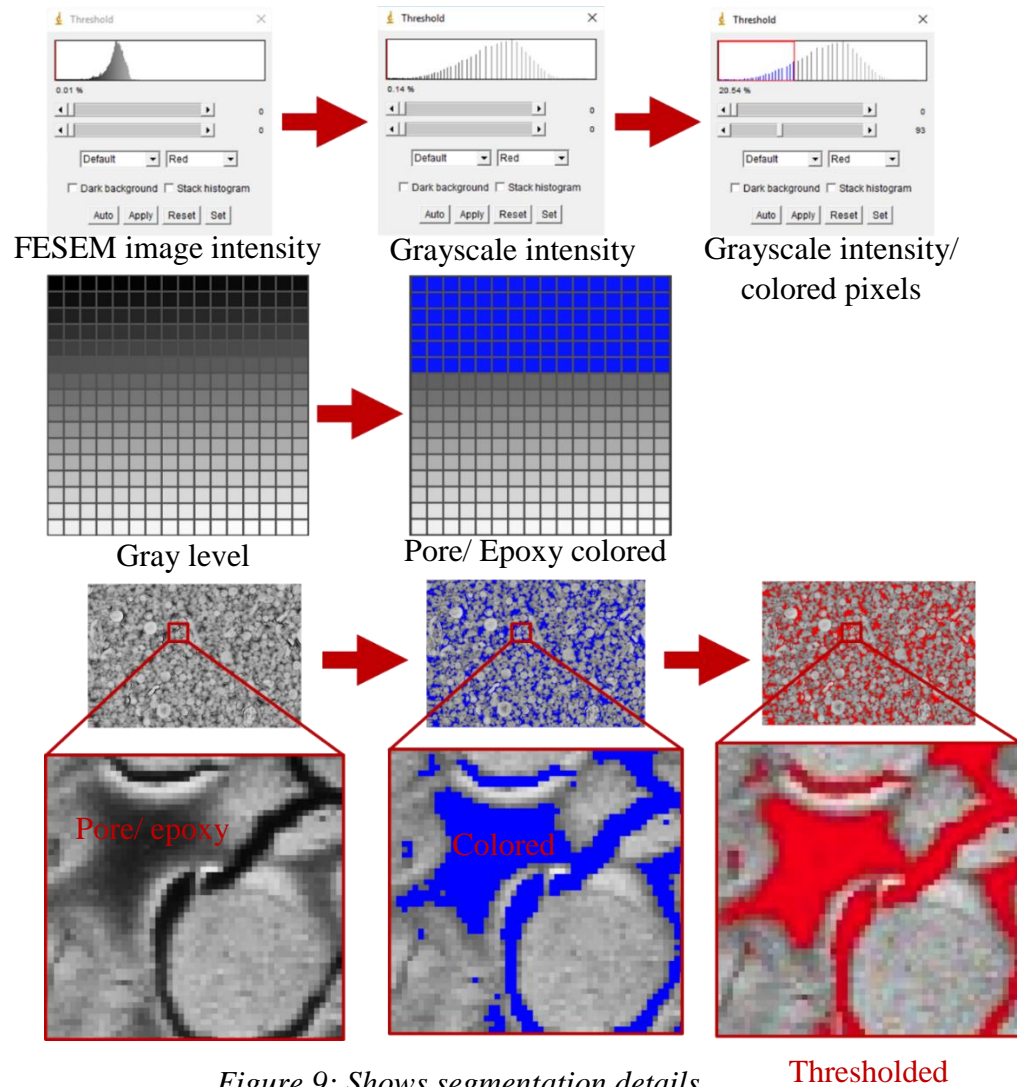 Threshold
0.01 %
0
0
Default Red
Dark background Stack histogram
Auto Apply Reset Set
FESEM image intensity
Threshold
0.14 %
0
0
Default Red
Dark background Stack histogram
Auto Apply Reset Set
Grayscale intensity
Threshold
20.54 %
0
93
Default Red
Dark background Stack histogram
Auto Apply Reset Set
Grayscale intensity/
colored pixels
Gray level
Pore/ Epoxy colored
Pore/ epoxy
Colored
Thresholded
Figure 9: Shows segmentation details